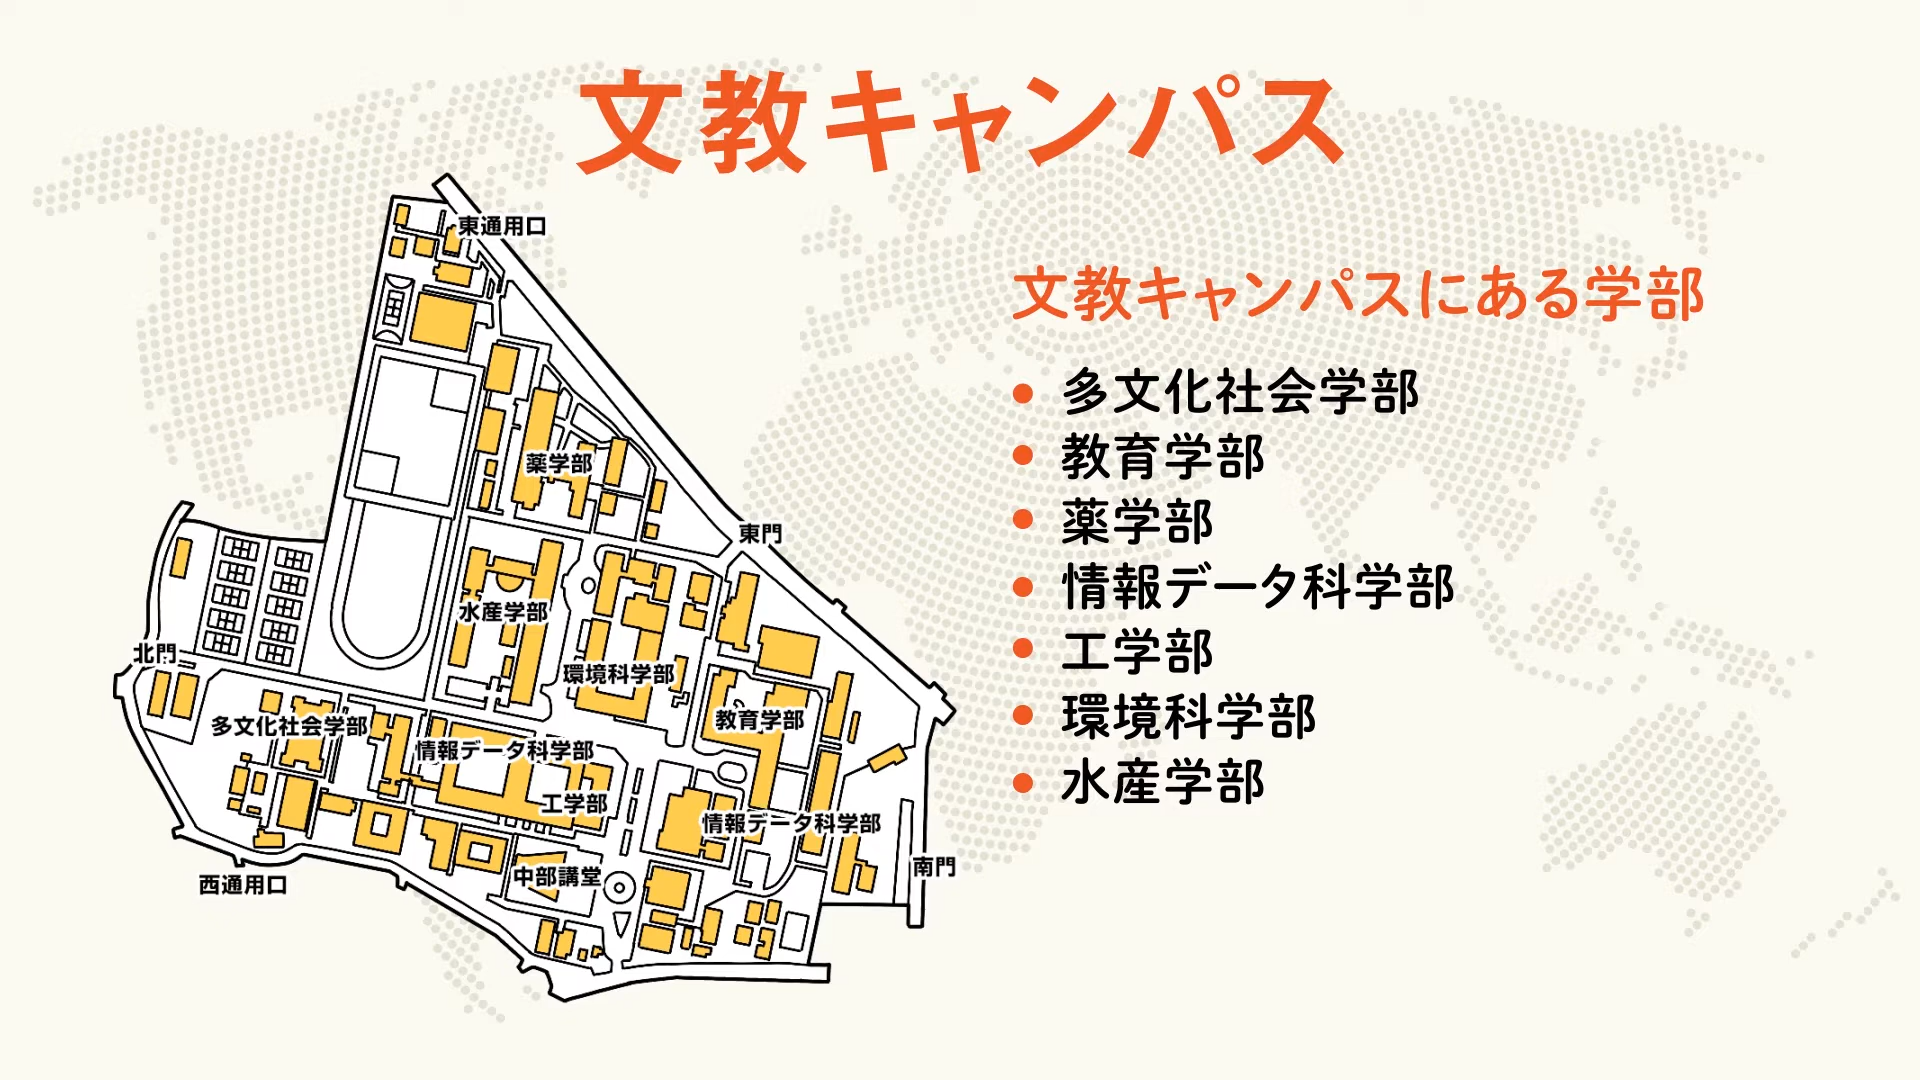 文教キャンパス
東通用口
薬学部
東門
水産学部
北門
環境科学部
多文化社会学部
教育学部
情報データ科学部
工学部
情報データ科学部
中部講堂
南門
西通用口
文教キャンパスにある学部
• 多文化社会学部
• 教育学部
• 薬学部
• 情報データ科学部
• 工学部
• 環境科学部
• 水産学部